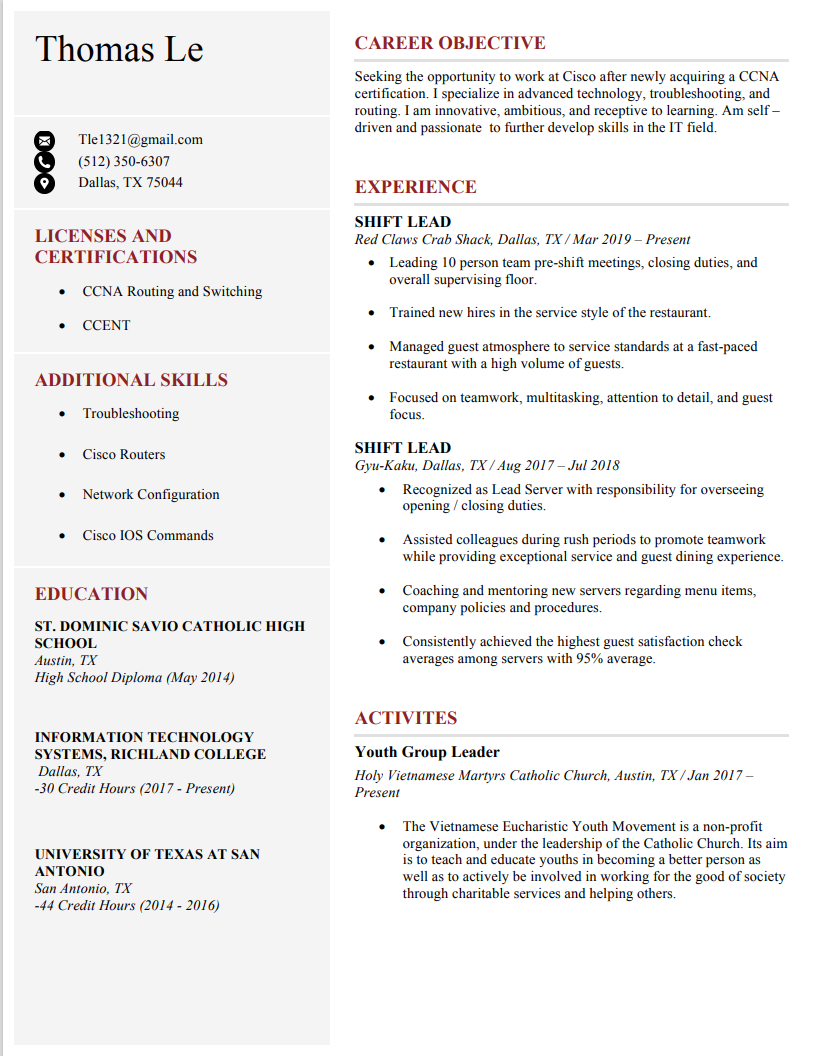 Thomas Le
Tle1321@gmail.com
(512) 350-6307
Dallas, TX 75044
LICENSES AND
CERTIFICATIONS
• CCNA Routing and Switching
• CCENT
ADDITIONAL SKILLS
• Troubleshooting
• Cisco Routers
• Network Configuration
• Cisco IOS Commands
EDUCATION
ST. DOMINIC SAVIO CATHOLIC HIGH
SCHOOL
Austin, TX
High School Diploma (May 2014)
INFORMATION TECHNOLOGY
SYSTEMS, RICHLAND COLLEGE
Dallas, TX
-30 Credit Hours (2017 - Present)
UNIVERSITY OF TEXAS AT SAN
ANTONIO
San Antonio, TX
-44 Credit Hours (2014 - 2016)
CAREER OBJECTIVE
Seeking the opportunity to work at Cisco after newly acquiring a CCNA
certification. I specialize in advanced technology, troubleshooting, and
routing. I am innovative, ambitious, and receptive to learning. Am self –
driven and passionate  to further develop skills in the IT field.
EXPERIENCE
SHIFT LEAD
Red Claws Crab Shack, Dallas, TX / Mar 2019 – Present
• Leading 10 person team pre-shift meetings, closing duties, and
overall supervising floor.
• Trained new hires in the service style of the restaurant.
• Managed guest atmosphere to service standards at a fast-paced
restaurant with a high volume of guests.
• Focused on teamwork, multitasking, attention to detail, and guest
focus.
SHIFT LEAD
Gyu-Kaku, Dallas, TX / Aug 2017 – Jul 2018
• Recognized as Lead Server with responsibility for overseeing
opening / closing duties.
• Assisted colleagues during rush periods to promote teamwork
while providing exceptional service and guest dining experience.
• Coaching and mentoring new servers regarding menu items,
company policies and procedures.
• Consistently achieved the highest guest satisfaction check
averages among servers with 95% average.
ACTIVITES
Youth Group Leader
Holy Vietnamese Martyrs Catholic Church, Austin, TX / Jan 2017 –
Present
• The Vietnamese Eucharistic Youth Movement is a non-profit
organization, under the leadership of the Catholic Church. Its aim
is to teach and educate youths in becoming a better person as
well as to actively be involved in working for the good of society
through charitable services and helping others.